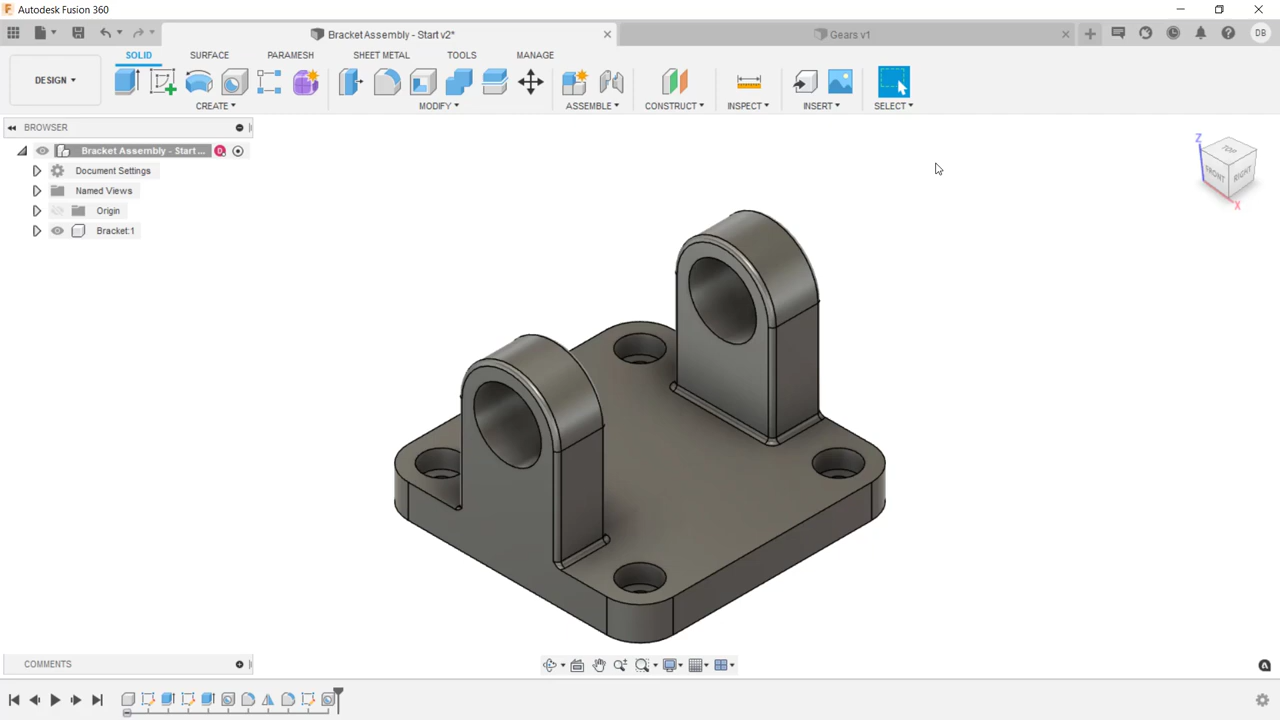 Autodesk Fusion 360
Bracket Assembly - Start v2*
Gears v1
DB
DESIGN
SOLID
SURFACE
PARAMESH
SHEET METAL
TOOLS
MANAGE
CREATE
MODIFY
ASSEMBLE
CONSTRUCT
INSPECT
INSERT
SELECT
BROWSER
Bracket Assembly - Start ...
D
Document Settings
Named Views
Origin
Bracket:1
Z
TOP
FRONT
RIGHT
X
COMMENTS